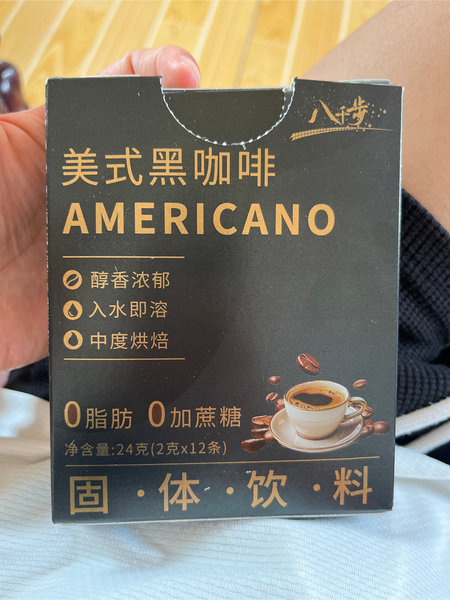 八千步
美式黑咖啡
AMERICANO
醇香浓郁
入水即溶
中度烘焙
0脂肪 0加蔗糖
净含量:24克(2克x12条)
固·体·饮·料